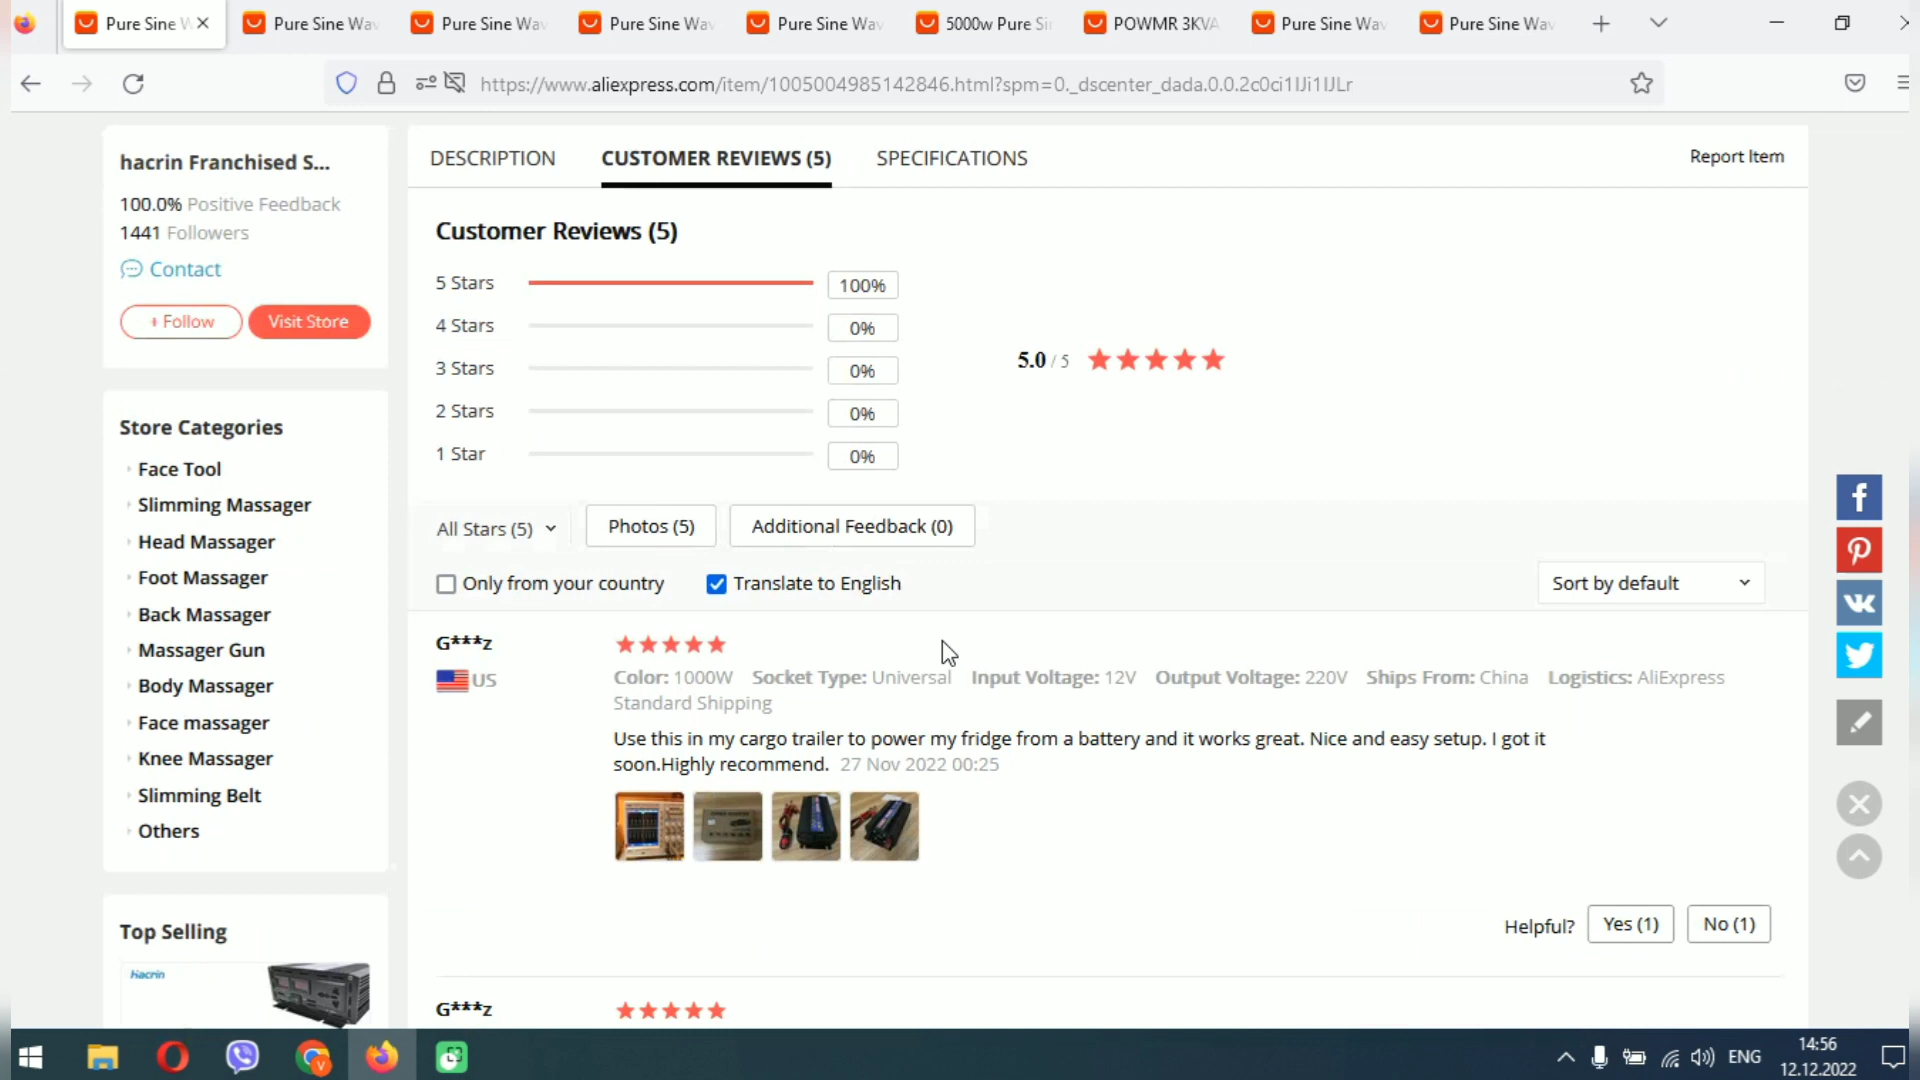 Pure Sine W
Pure Sine Wav
Pure Sine Wav
Pure Sine Wav
Pure Sine Wav
5000w Pure Si
POWMR 3KVA
Pure Sine Wav
Pure Sine Wav
https://www.aliexpress.com/item/1005004985142846.html?spm=0._dscenter_dada.0.0.2c0ci1IJi1IJLr
hacrin Franchised S...
100.0% Positive Feedback
1441 Followers
Contact
+ Follow
Visit Store
Store Categories
Face Tool
Slimming Massager
Head Massager
Foot Massager
Back Massager
Massager Gun
Body Massager
Face massager
Knee Massager
Slimming Belt
Others
Top Selling
Hacrin
DESCRIPTION
CUSTOMER REVIEWS (5)
SPECIFICATIONS
Report Item
Customer Reviews (5)
5 Stars 100%
4 Stars 0%
3 Stars 0%
2 Stars 0%
1 Star 0%
5.0 / 5
All Stars (5)
Photos (5)
Additional Feedback (0)
Only from your country
Translate to English
Sort by default
G***z
US
Color: 1000W Socket Type: Universal Input Voltage: 12V Output Voltage: 220V Ships From: China Logistics: AliExpress
Standard Shipping
Use this in my cargo trailer to power my fridge from a battery and it works great. Nice and easy setup. I got it
soon.Highly recommend. 27 Nov 2022 00:25
Helpful?
Yes (1)
No (1)
G***z
ENG
14:56
12.12.2022